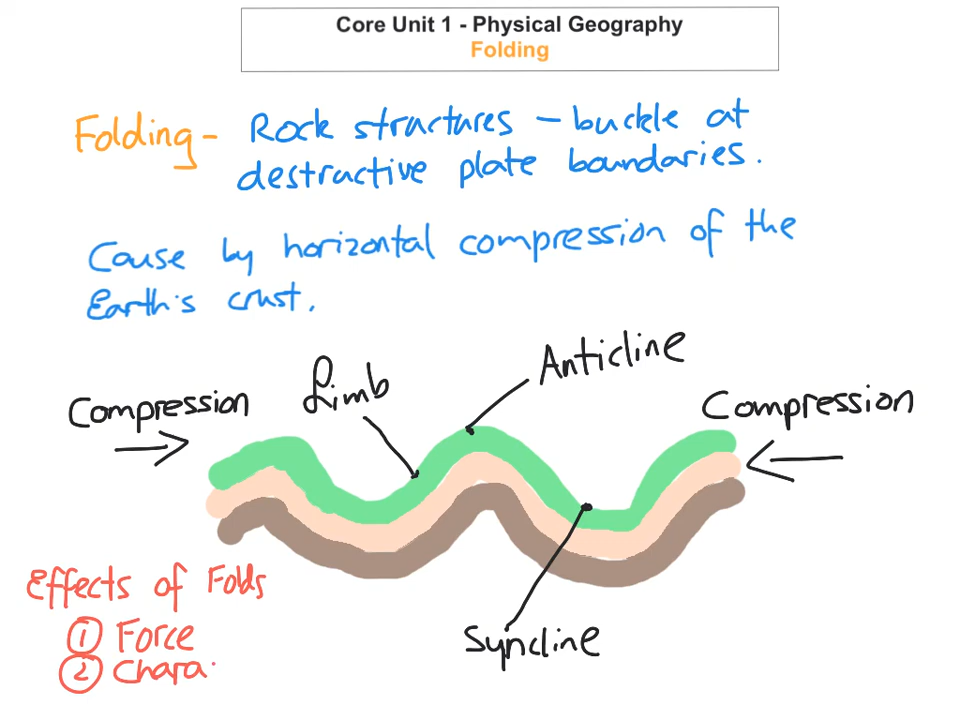 Core Unit 1 - Physical Geography
Folding
Folding - Rock structures - buckle at
destructive plate boundaries.
Cause by horizontal compression of the
Earth's crust.
Compression
Limb
Anticline
Compression
Syncline
Effects of Folds
1 Force
2 Chara